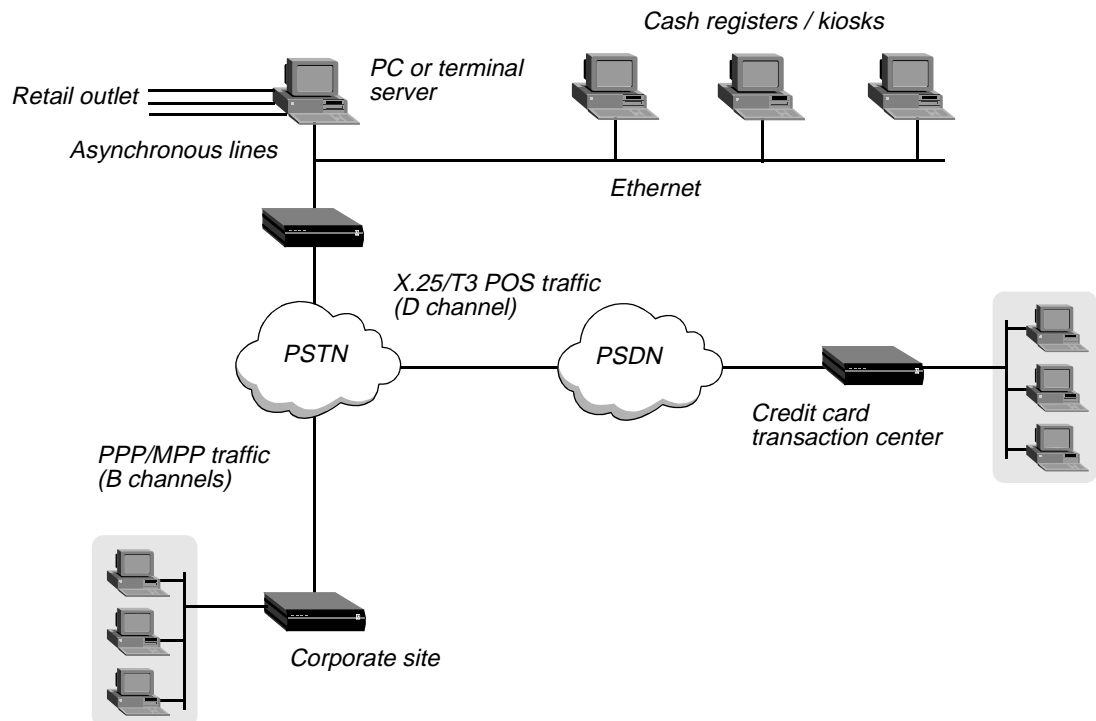 Cash registers / kiosks
PC or terminal
server
Retail outlet
Asynchronous lines
Ethernet
X.25/T3 POS traffic
(D channel)
PSTN
PSDN
Credit card
transaction center
PPP/MPP traffic
(B channels)
Corporate site